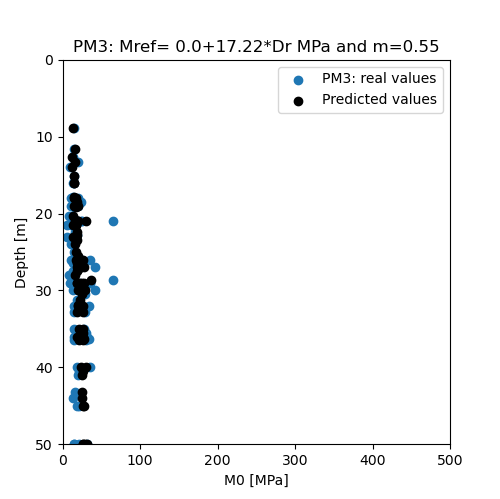 PM3: Mref= 0.0+17.22*Dr MPa and m=0.55
PM3: real values
Predicted values
0
10
20
30
40
50
Depth [m]
0 100 200 300 400 500
M0 [MPa]